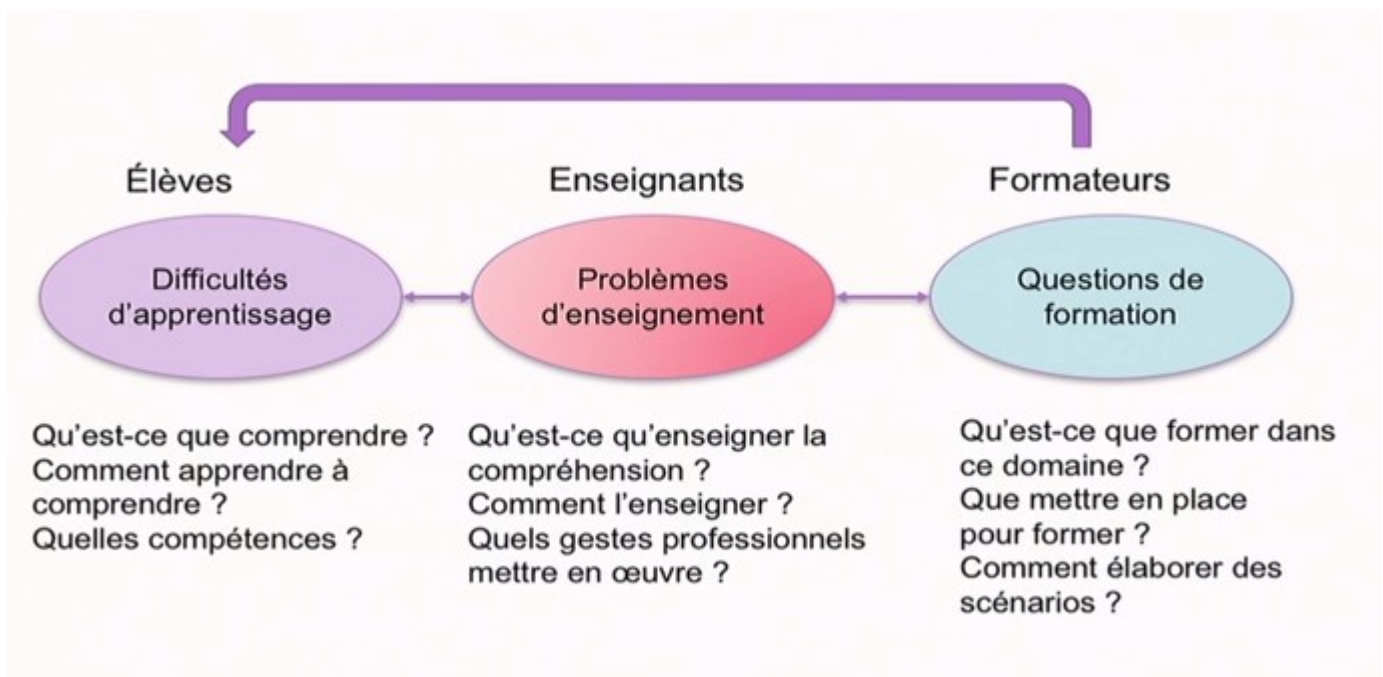 Élèves
Difficultés
d'apprentissage
Qu'est-ce que comprendre ?
Comment apprendre à
comprendre ?
Quelles compétences ?
Enseignants
Problèmes
d'enseignement
Qu'est-ce qu'enseigner la
compréhension ?
Comment l'enseigner ?
Quels gestes professionnels
mettre en œuvre ?
Formateurs
Questions de
formation
Qu'est-ce que former dans
ce domaine ?
Que mettre en place
pour former ?
Comment élaborer des
scénarios ?